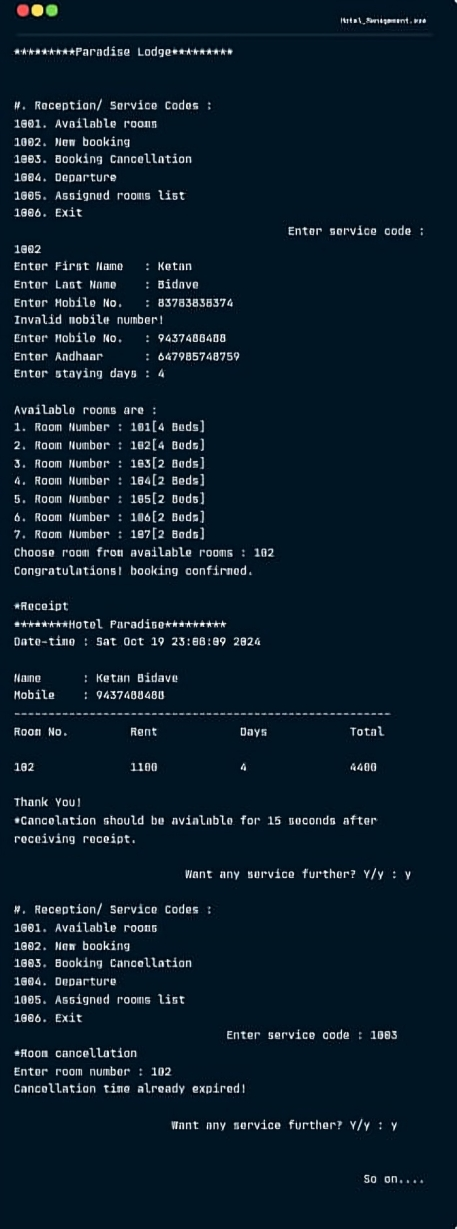 Hotel_Management.exe
*********Paradise Lodge*********
#. Reception/ Service Codes :
1001. Available rooms
1002. New booking
1003. Booking Cancellation
1004. Departure
1005. Assigned rooms list
1006. Exit
Enter service code :
1002
Enter First Name : Ketan
Enter Last Name : Bidave
Enter Mobile No. : 83783838374
Invalid mobile number!
Enter Mobile No. : 9437488488
Enter Aadhaar : 647985748759
Enter staying days : 4
Available rooms are :
1. Room Number : 101[4 Beds]
2. Room Number : 102[4 Beds]
3. Room Number : 103[2 Beds]
4. Room Number : 104[2 Beds]
5. Room Number : 105[2 Beds]
6. Room Number : 106[2 Beds]
7. Room Number : 107[2 Beds]
Choose room from available rooms : 102
Congratulations! booking confirmed.
*Receipt
********Hotel Paradise*********
Date-time : Sat Oct 19 23:08:09 2024
Name : Ketan Bidave
Mobile : 9437488488
-------------------------------------------------------
Room No. Rent Days Total
102 1100 4 4400
Thank You!
*Cancelation should be avialable for 15 seconds after
receiving receipt.
Want any service further? Y/y : y
#. Reception/ Service Codes :
1001. Available rooms
1002. New booking
1003. Booking Cancellation
1004. Departure
1005. Assigned rooms list
1006. Exit
Enter service code : 1003
*Room cancellation
Enter room number : 102
Cancellation time already expired!
Want any service further? Y/y : y
So on....